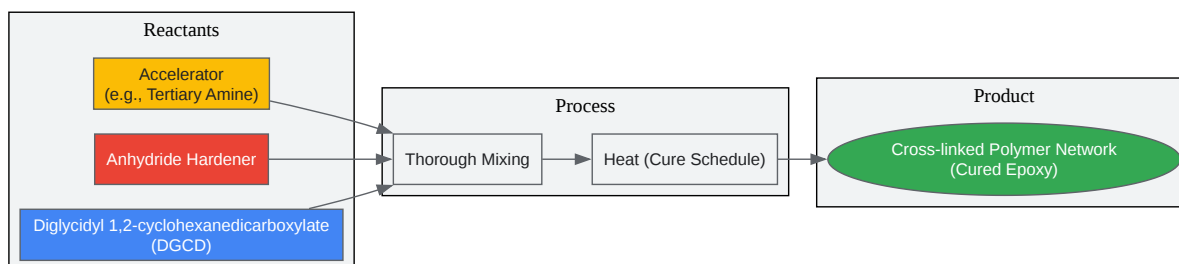 Reactants
Accelerator
(e.g., Tertiary Amine)
Anhydride Hardener
Diglycidyl 1,2-cyclohexanedicarboxylate
(DGCD)
Process
Thorough Mixing
Heat (Cure Schedule)
Product
Cross-linked Polymer Network
(Cured Epoxy)